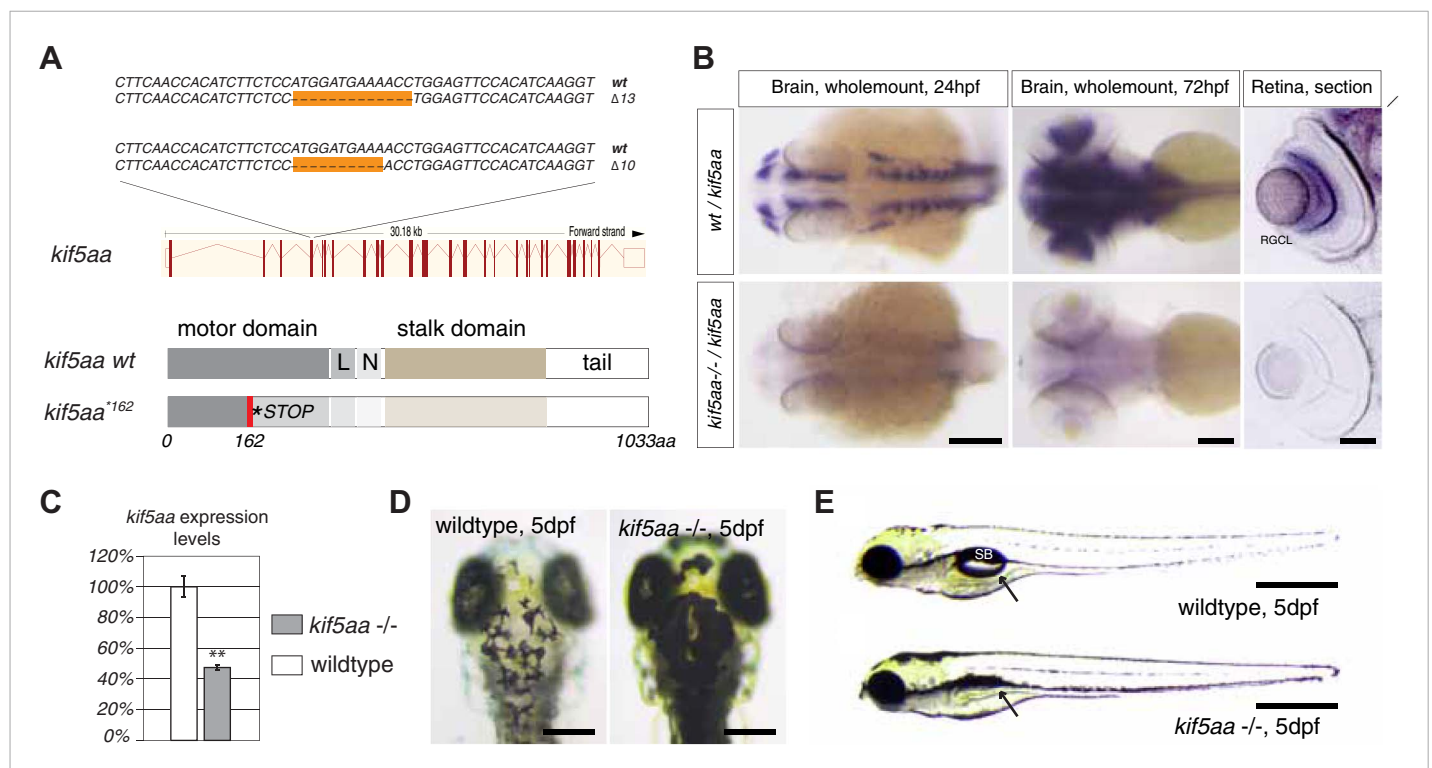 A
CTTCAACCACATCTTCTCCATGGATGAAAACCTGGAGTTCCACATCAAGGT wt
CTTCAACCACATCTTCTCC-------------TGGAGTTCCACATCAAGGT Δ13
CTTCAACCACATCTTCTCCATGGATGAAAACCTGGAGTTCCACATCAAGGT wt
CTTCAACCACATCTTCTCC----------ACCTGGAGTTCCACATCAAGGT Δ10
30.18 kb Forward strand
kif5aa
motor domain stalk domain
kif5aa wt L N tail
kif5aa*162 *STOP
0 162 1033aa
B
Brain, wholemount, 24hpf Brain, wholemount, 72hpf Retina, section
wt / kif5aa
RGCL
kif5aa-/- / kif5aa
C
kif5aa expression
levels
120%
100%
80%
60%
40%
20%
0%
**
kif5aa -/-
wildtype
D
wildtype, 5dpf kif5aa -/-, 5dpf
E
SB
wildtype, 5dpf
kif5aa -/-, 5dpf